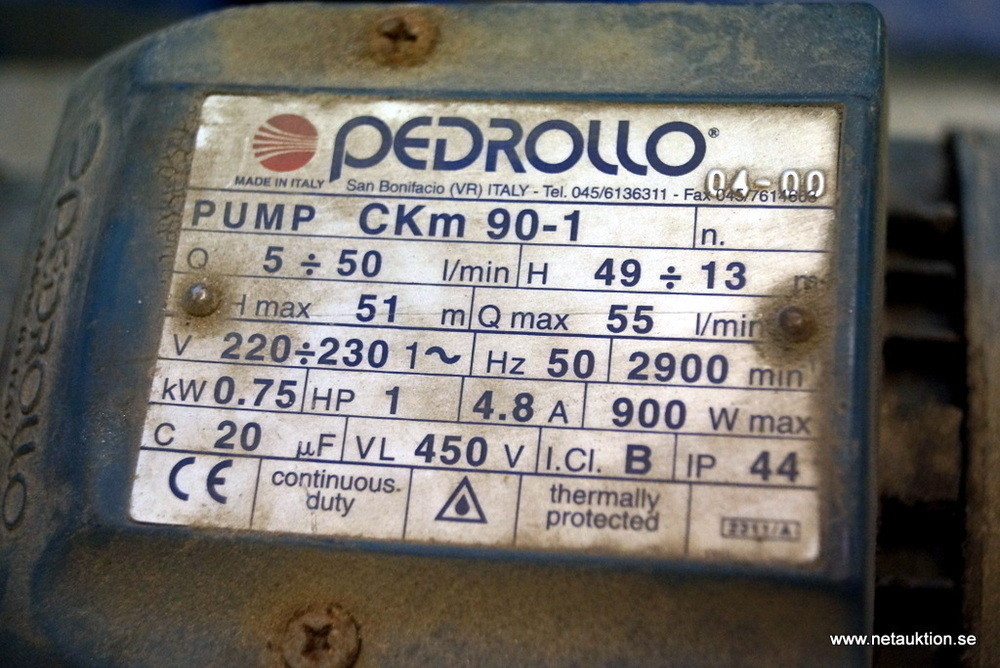 PEDROLLO®
04-00
MADE IN ITALY San Bonifacio (VR) ITALY - Tel. 045/6136311 - Fax 045/7614663
PUMP CKm 90-1 n.
Q 5 ÷ 50 l/min H 49 ÷ 13 m
H max 51 m Q max 55 l/min
V 220÷230 1~ Hz 50 2900 min⁻¹
kW 0.75 HP 1 4.8 A 900 W max
C 20 µF VL 450 V I.Cl. B IP 44
CE continuous duty thermally protected
PEDROLLO
www.netauktion.se